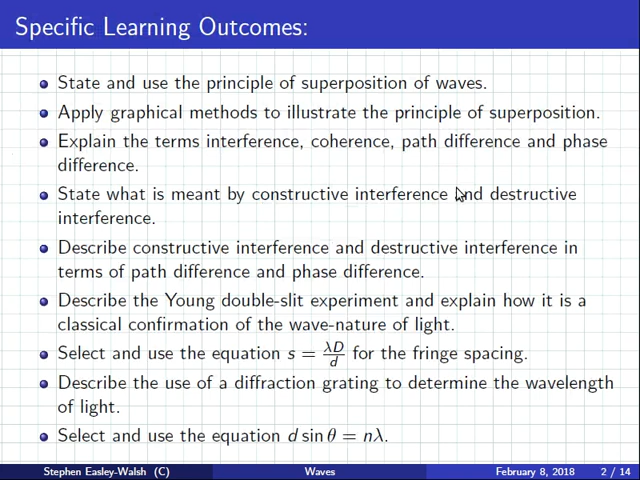 Specific Learning Outcomes:
State and use the principle of superposition of waves.
Apply graphical methods to illustrate the principle of superposition.
Explain the terms interference, coherence, path difference and phase
difference.
State what is meant by constructive interference and destructive
interference.
Describe constructive interference and destructive interference in
terms of path difference and phase difference.
Describe the Young double-slit experiment and explain how it is a
classical confirmation of the wave-nature of light.
Select and use the equation s = λD/d for the fringe spacing.
Describe the use of a diffraction grating to determine the wavelength
of light.
Select and use the equation d sin θ = nλ.
Stephen Easley-Walsh (C) Waves February 8, 2018 2 / 14